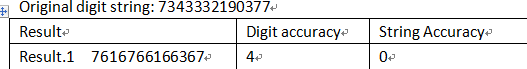 Original digit string: 7343332190377
Result Digit accuracy String Accuracy
Result.1 7616766166367 4 0